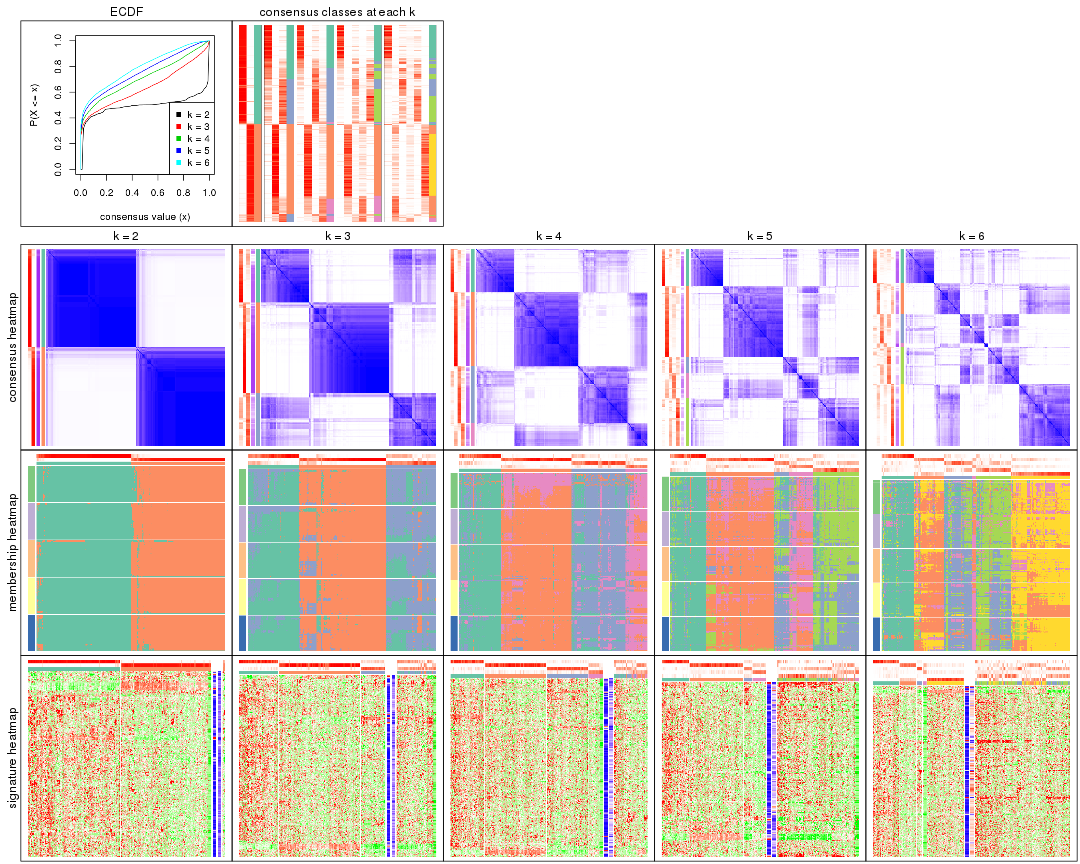 ECDF
consensus classes at each k
P(X <= x)
1.0
0.8
0.6
0.4
0.2
0.0
k = 2
k = 3
k = 4
k = 5
k = 6
0.0 0.2 0.4 0.6 0.8 1.0
consensus value (x)
k = 2 k = 3 k = 4 k = 5 k = 6
consensus heatmap
membership heatmap
signature heatmap